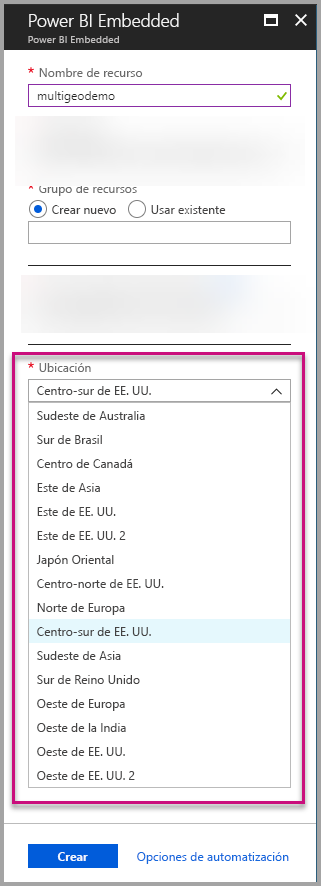 Power BI Embedded
Power BI Embedded
* Nombre de recurso
multigeodemo
* Grupo de recursos
Crear nuevo
Usar existente
* Ubicación
Centro-sur de EE. UU.
Sudeste de Australia
Sur de Brasil
Centro de Canadá
Este de Asia
Este de EE. UU.
Este de EE. UU. 2
Japón Oriental
Centro-norte de EE. UU.
Norte de Europa
Centro-sur de EE. UU.
Sudeste de Asia
Sur de Reino Unido
Oeste de Europa
Oeste de la India
Oeste de EE. UU.
Oeste de EE. UU. 2
Crear
Opciones de automatización